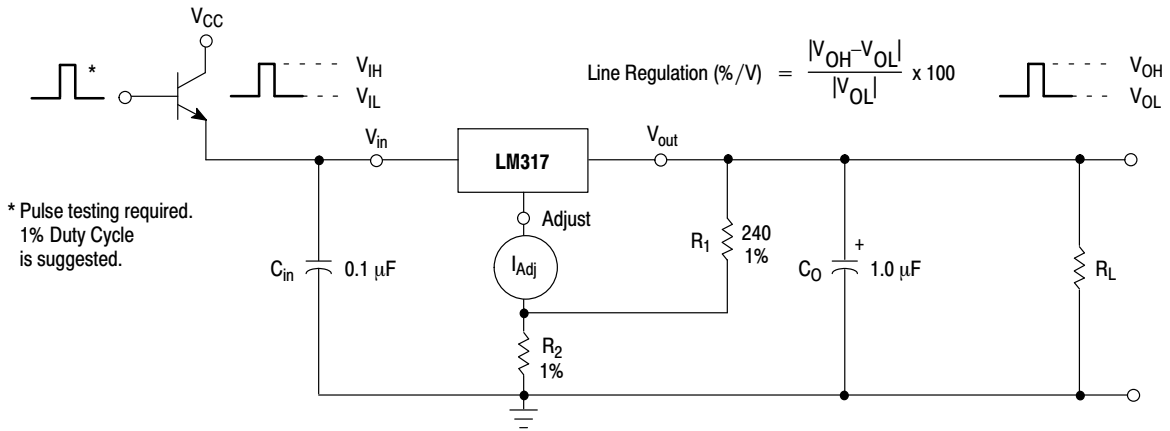 V_CC
*
V_IH
V_IL
Line Regulation (%/V) = |V_OH–V_OL| / |V_OL| x 100
V_OH
V_OL
V_in
LM317
V_out
* Pulse testing required.
1% Duty Cycle
is suggested.
Adjust
I_Adj
C_in
0.1 μF
R_1
240
1%
C_O
+
1.0 μF
R_L
R_2
1%